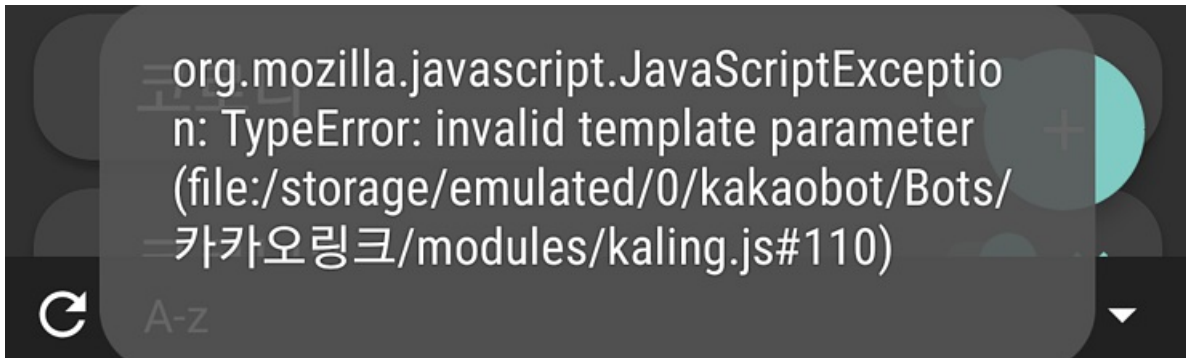 org.mozilla.javascript.JavaScriptExceptio
n: TypeError: invalid template parameter
(file:/storage/emulated/0/kakaobot/Bots/
카카오링크/modules/kaling.js#110)
A-z